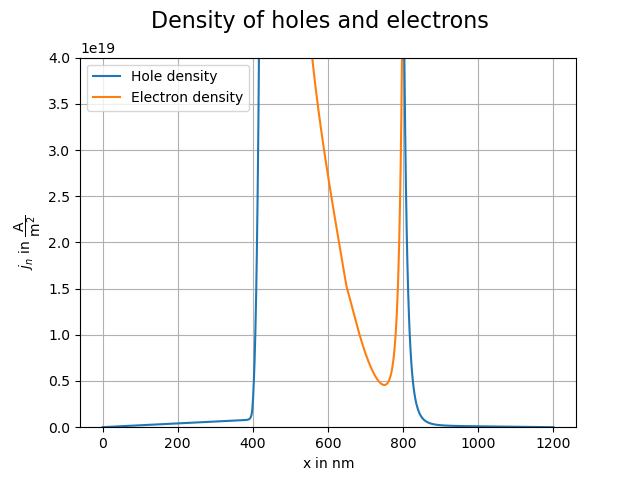 Density of holes and electrons
1e19
Hole density
Electron density
4.0
3.5
3.0
2.5
2.0
1.5
1.0
0.5
0.0
j_n in A/m²
0 200 400 600 800 1000 1200
x in nm